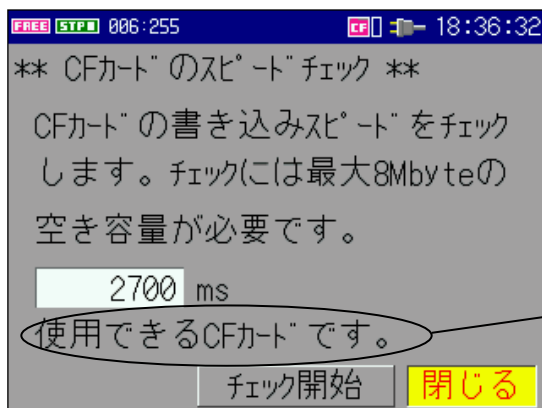 FREE STP 006:255 CF 18:36:32
** CFｶｰﾄﾞのｽﾋﾟｰﾄﾞﾁｪｯｸ **
CFｶｰﾄﾞの書き込みｽﾋﾟｰﾄﾞをﾁｪｯｸ
します。ﾁｪｯｸには最大8Mbyteの
空き容量が必要です。
2700 ms
使用できるCFｶｰﾄﾞです。
ﾁｪｯｸ開始 閉じる